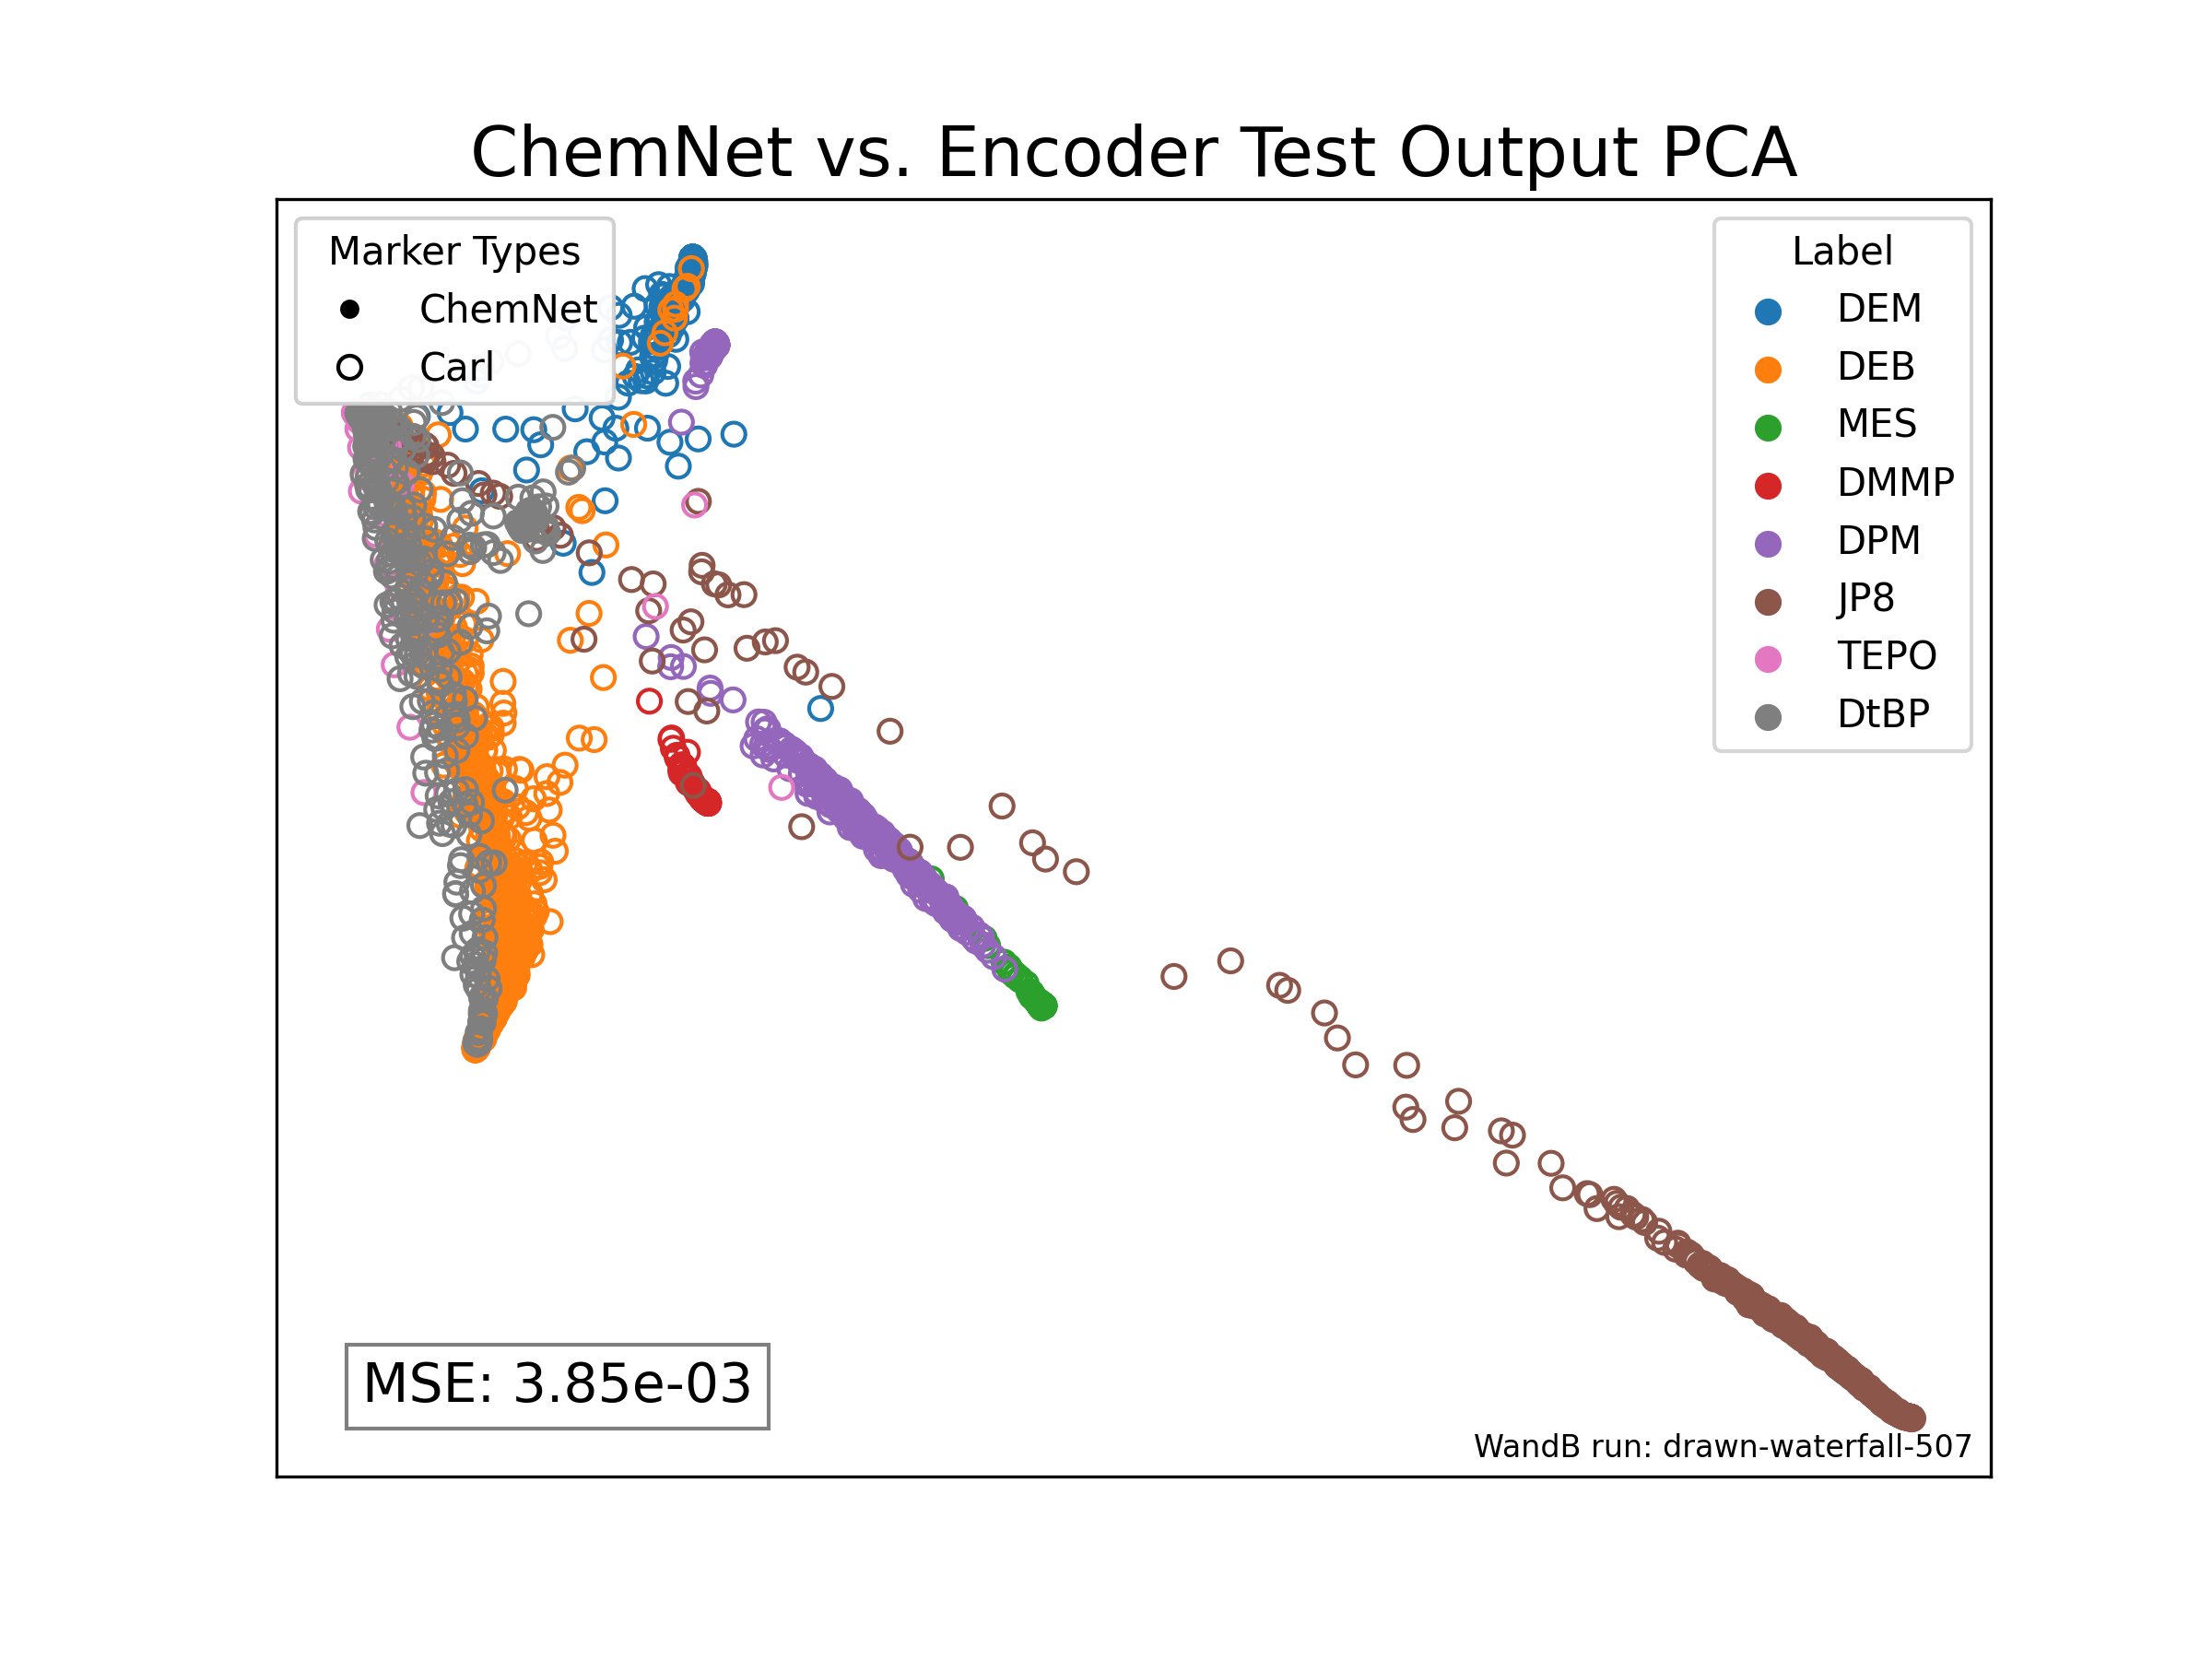 ChemNet vs. Encoder Test Output PCA
Marker Types
ChemNet
Carl
Label
DEM
DEB
MES
DMMP
DPM
JP8
TEPO
DtBP
MSE: 3.85e-03
WandB run: drawn-waterfall-507